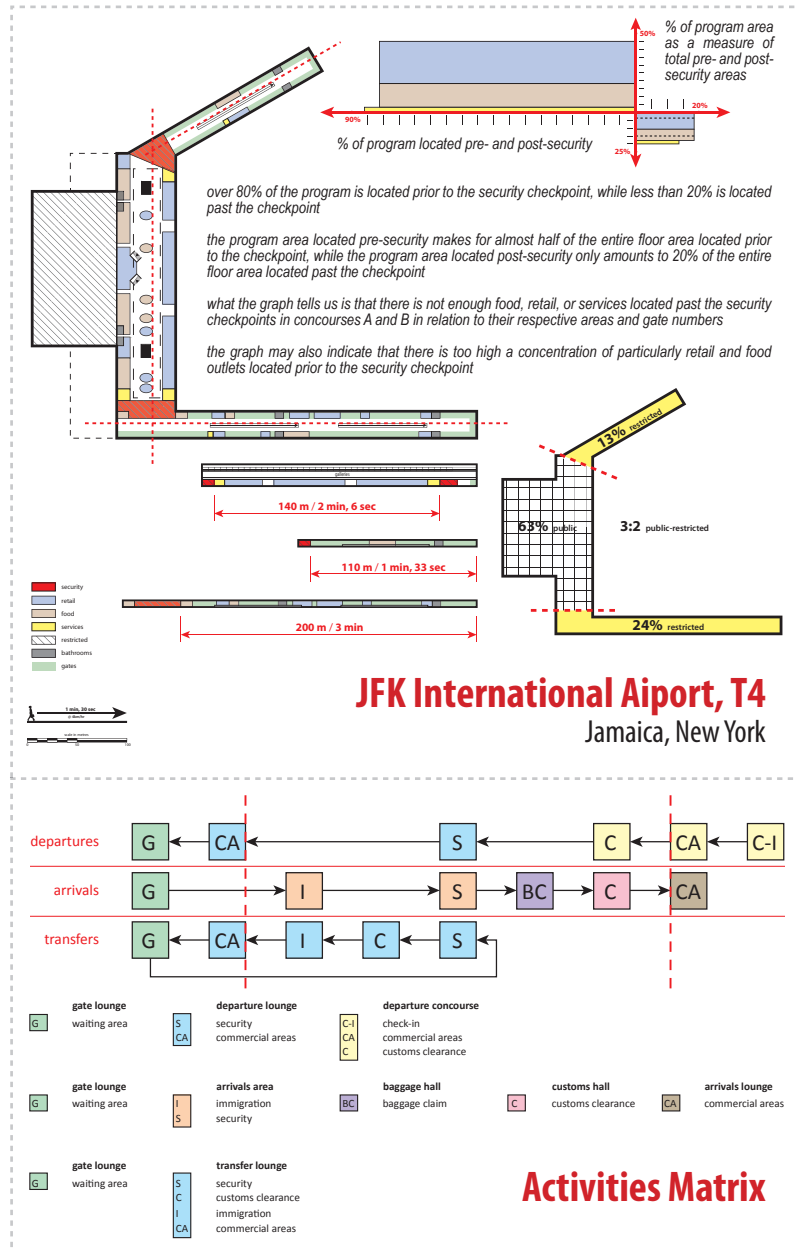 50%
% of program area
as a measure of
total pre- and post-
security areas
90%
20%
% of program located pre- and post-security
25%
over 80% of the program is located prior to the security checkpoint, while less than 20% is located
past the checkpoint
the program area located pre-security makes for almost half of the entire floor area located prior
to the checkpoint, while the program area located post-security only amounts to 20% of the entire
floor area located past the checkpoint
what the graph tells us is that there is not enough food, retail, or services located past the security
checkpoints in concourses A and B in relation to their respective areas and gate numbers
the graph may also indicate that there is too high a concentration of particularly retail and food
outlets located prior to the security checkpoint
13% restricted
galleries
140 m / 2 min, 6 sec
63% public
3:2 public-restricted
110 m / 1 min, 33 sec
200 m / 3 min
24% restricted
security
retail
food
services
restricted
bathrooms
gates
JFK International Aiport, T4
Jamaica, New York
1 min, 30 sec
scale in metres
0 50 100
departures G CA S C CA C-I
arrivals G I S BC C CA
transfers G CA I C S
gate lounge departure lounge departure concourse
G waiting area S security C-I check-in
CA commercial areas CA commercial areas
C customs clearance
gate lounge arrivals area baggage hall customs hall arrivals lounge
G waiting area I immigration BC baggage claim C customs clearance CA commercial areas
S security
gate lounge transfer lounge
G waiting area S security
C customs clearance
I immigration
CA commercial areas
Activities Matrix